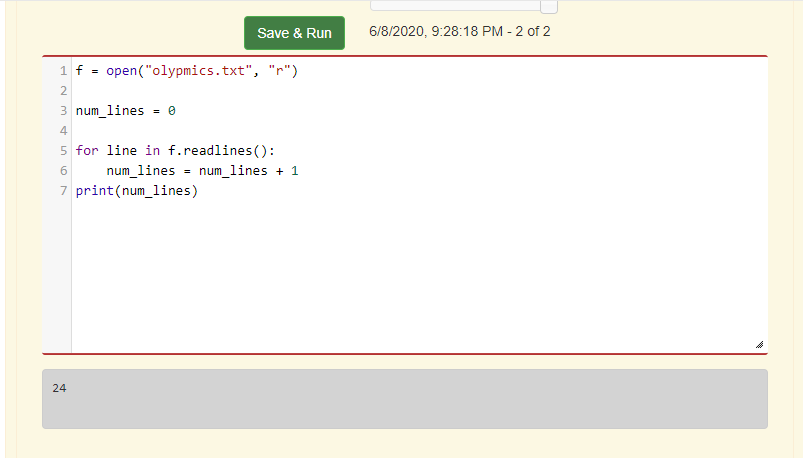 Save & Run 6/8/2020, 9:28:18 PM - 2 of 2
1 f = open("olypmics.txt", "r")
2
3 num_lines = 0
4
5 for line in f.readlines():
6     num_lines = num_lines + 1
7 print(num_lines)
24